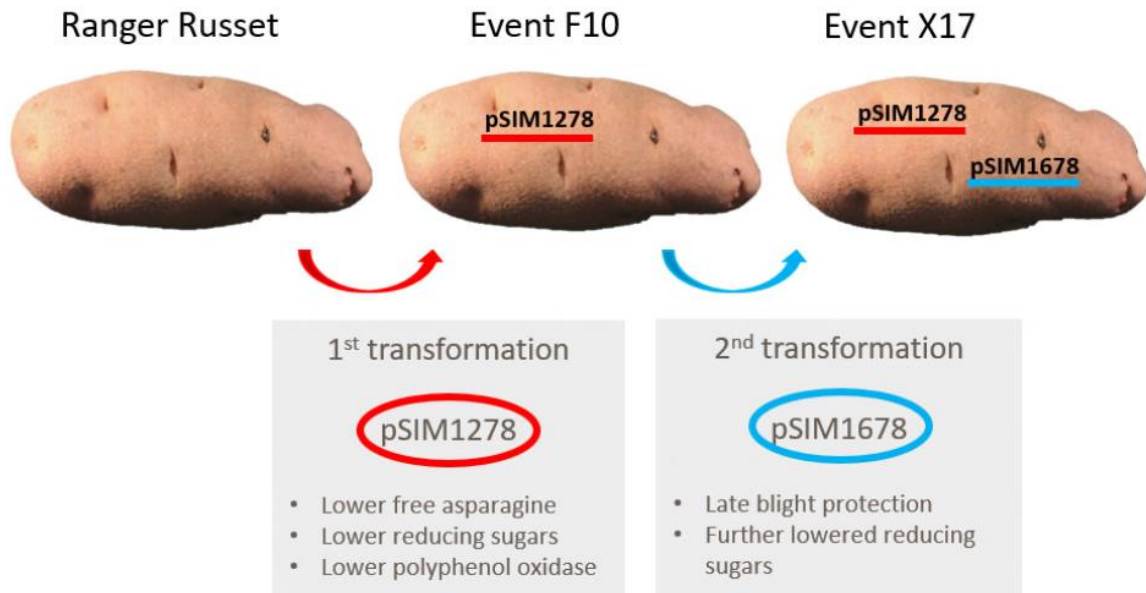 Ranger Russet
Event F10
Event X17
pSIM1278
pSIM1278
pSIM1678
1st transformation
pSIM1278
• Lower free asparagine
• Lower reducing sugars
• Lower polyphenol oxidase
2nd transformation
pSIM1678
• Late blight protection
• Further lowered reducing
sugars